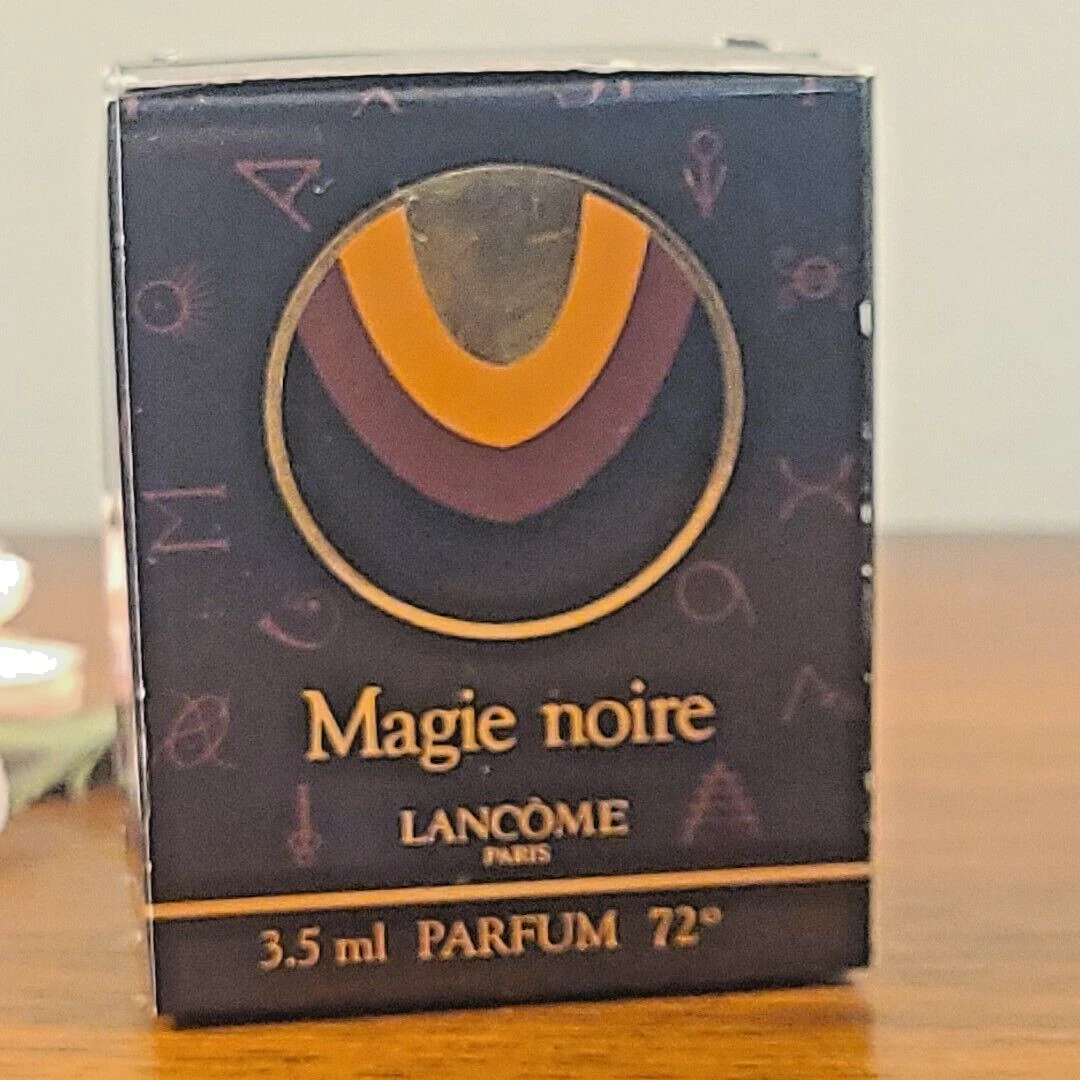 Magie noire
LANCÔME
PARIS
3.5 ml PARFUM 72°